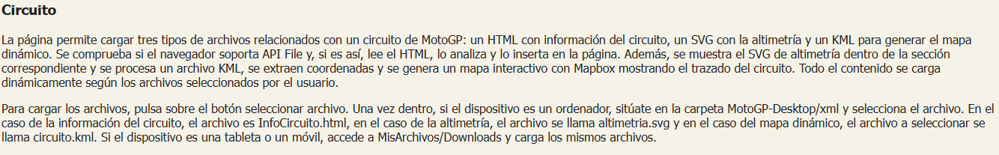 Circuito
La página permite cargar tres tipos de archivos relacionados con un circuito de MotoGP: un HTML con información del circuito, un SVG con la altimetría y un KML para generar el mapa
dinámico. Se comprueba si el navegador soporta API File y, si es así, lee el HTML, lo analiza y lo inserta en la página. Además, se muestra el SVG de altimetría dentro de la sección
correspondiente y se procesa un archivo KML, se extraen coordenadas y se genera un mapa interactivo con Mapbox mostrando el trazado del circuito. Todo el contenido se carga
dinámicamente según los archivos seleccionados por el usuario.
Para cargar los archivos, pulsa sobre el botón seleccionar archivo. Una vez dentro, si el dispositivo es un ordenador, sitúate en la carpeta MotoGP-Desktop/xml y selecciona el archivo. En el
caso de la información del circuito, el archivo es InfoCircuito.html, en el caso de la altimetría, el archivo se llama altimetria.svg y en el caso del mapa dinámico, el archivo a seleccionar se
llama circuito.kml. Si el dispositivo es una tableta o un móvil, accede a MisArchivos/Downloads y carga los mismos archivos.